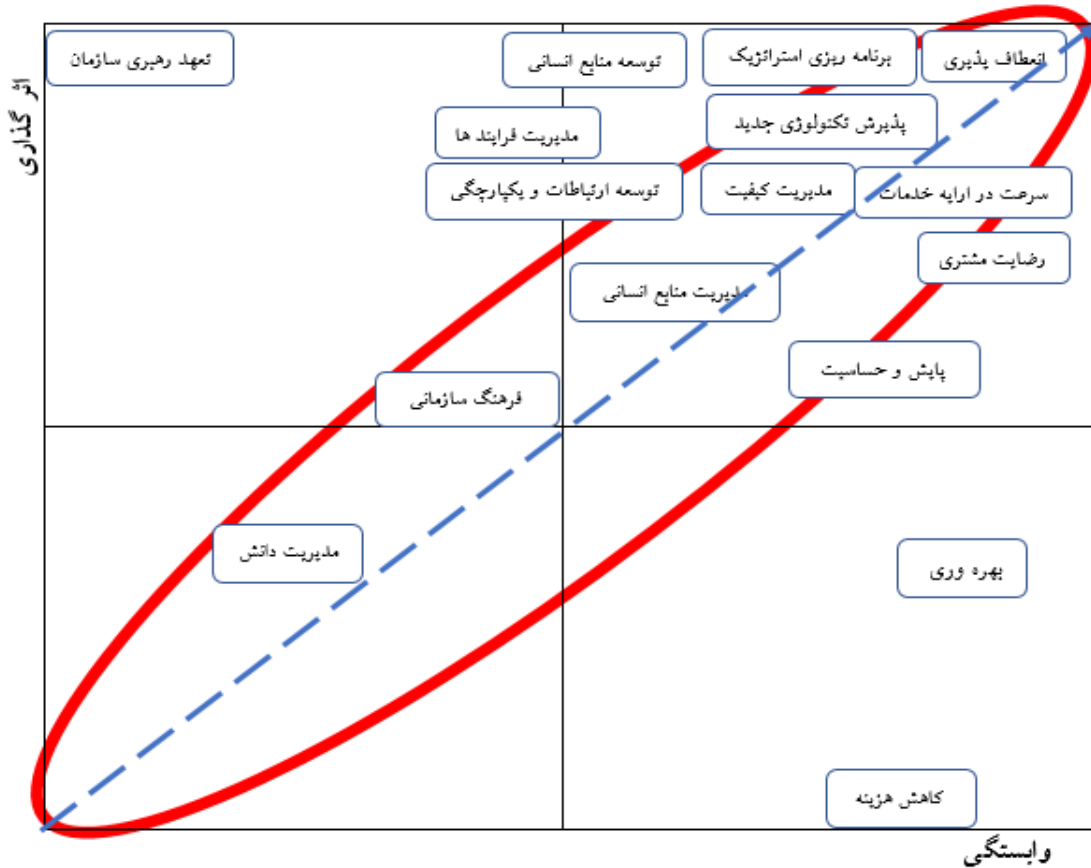 اثر گذاری
تعهد رهبری سازمان
توسعه منابع انسانی
برنامه ریزی استراتژیک
انعطاف پذیری
مدیریت فرایند ها
پذیرش تکنولوژی جدید
توسعه ارتباطات و یکپارچگی
مدیریت کیفیت
سرعت در ارایه خدمات
رضایت مشتری
مدیریت منابع انسانی
پایش و حساسیت
فرهنگ سازمانی
مدیریت دانش
بهره وری
کاهش هزینه
وابستگی